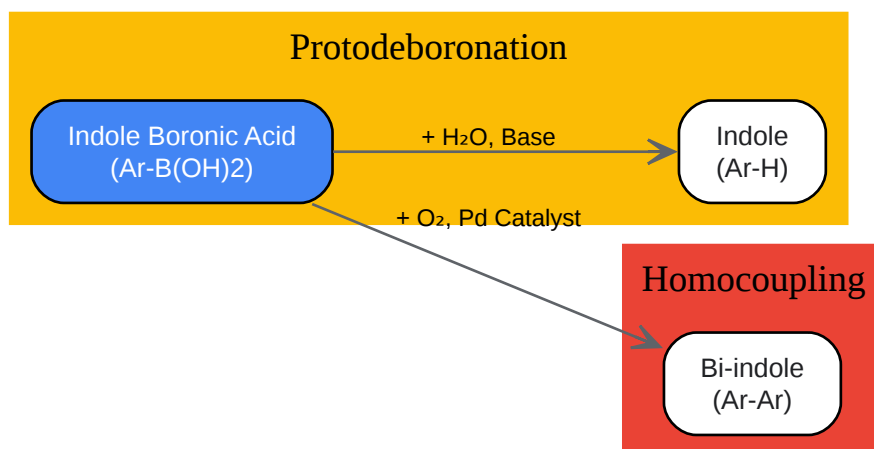 Protodeboronation
Indole Boronic Acid
(Ar-B(OH)2)
+ H₂O, Base
Indole
(Ar-H)
+ O₂, Pd Catalyst
Homocoupling
Bi-indole
(Ar-Ar)